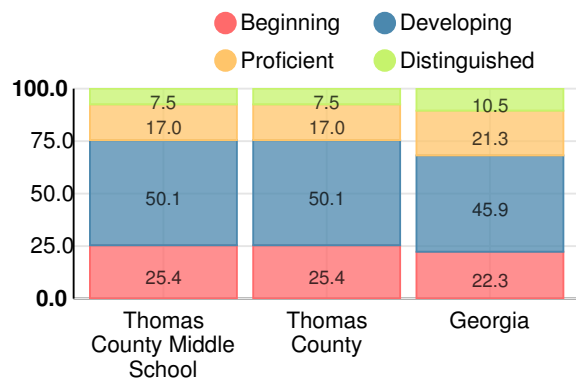 Beginning
Developing
Proficient
Distinguished
100.0
75.0
50.0
25.0
0.0
7.5
17.0
50.1
25.4
7.5
17.0
50.1
25.4
10.5
21.3
45.9
22.3
Thomas
County Middle
School
Thomas
County
Georgia